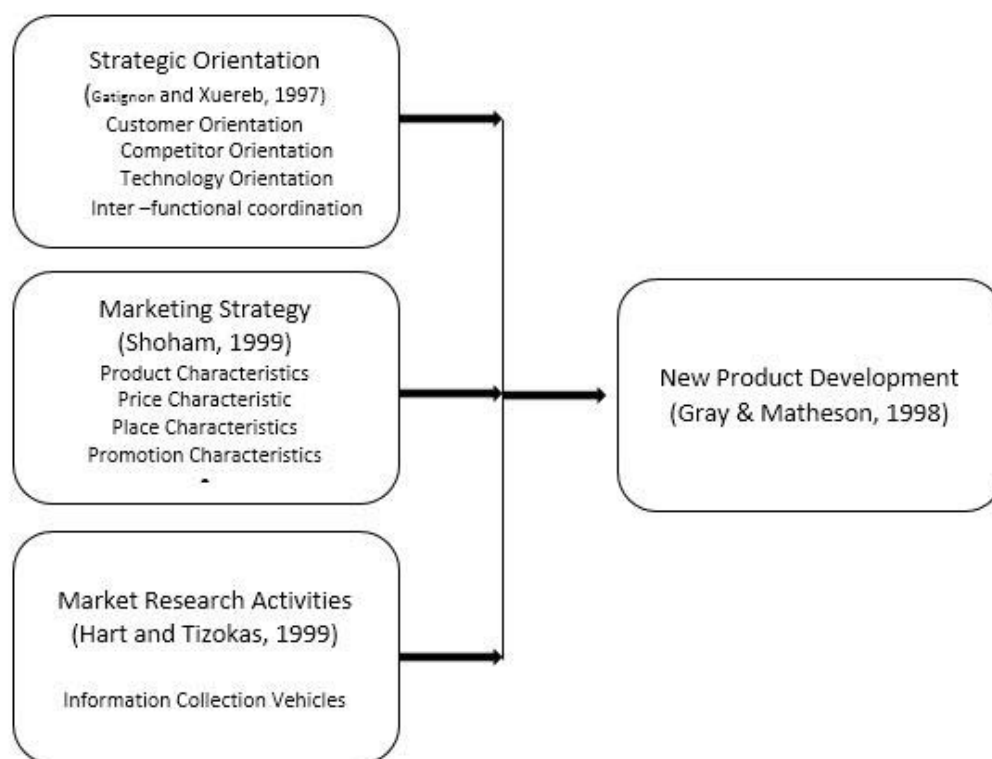 Strategic Orientation
(Gatignon and Xuereb, 1997)
Customer Orientation
Competitor Orientation
Technology Orientation
Inter –functional coordination
Marketing Strategy
(Shoham, 1999)
Product Characteristics
Price Characteristic
Place Characteristics
Promotion Characteristics
Market Research Activities
(Hart and Tizokas, 1999)
Information Collection Vehicles
New Product Development
(Gray & Matheson, 1998)